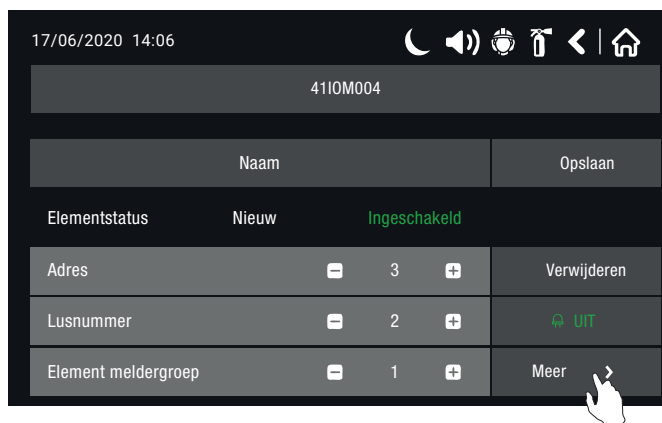 17/06/2020 14:06
41IOM004
Naam Opslaan
Elementstatus Nieuw Ingeschakeld
Adres 3 Verwijderen
Lusnummer 2 UIT
Element meldergroep 1 Meer